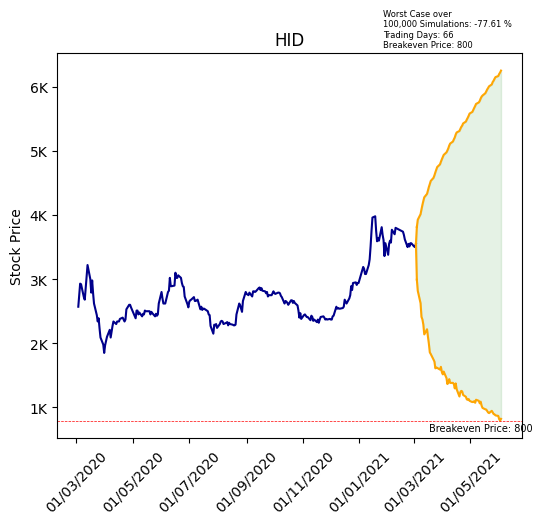 Worst Case over
100,000 Simulations: -77.61 %
Trading Days: 66
Breakeven Price: 800
HID
Stock Price
6K
5K
4K
3K
2K
1K
Breakeven Price: 800
01/03/2020
01/05/2020
01/07/2020
01/09/2020
01/11/2020
01/01/2021
01/03/2021
01/05/2021